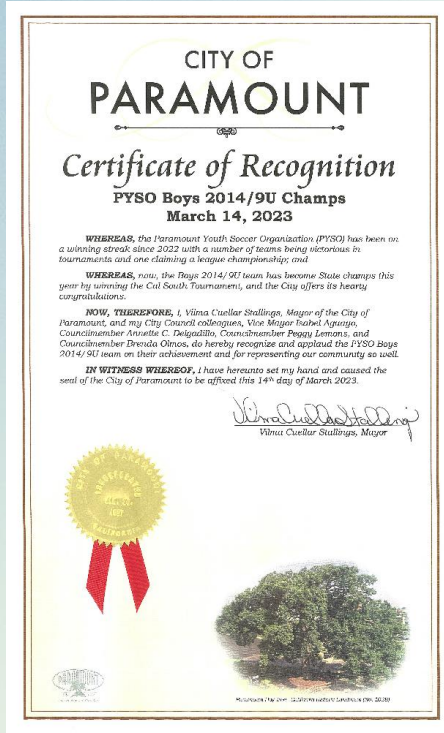 CITY OF
PARAMOUNT
Certificate of Recognition
PYSO Boys 2014/9U Champs
March 14, 2023
WHEREAS, the Paramount Youth Soccer Organization (PYSO) has been on
a winning streak since 2022 with a number of teams being victorious in
tournaments and one claiming a league championship; and
WHEREAS, now, the Boys 2014/9U team has become State champs this
year by winning the Cal South Tournament, and the City offers its hearty
congratulations.
NOW, THEREFORE, I, Vilma Cuellar Stallings, Mayor of the City of
Paramount, and my City Council colleagues, Vice Mayor Isabel Aguayo,
Councilmember Annette C. Delgadillo, Councilmember Peggy Lemons, and
Councilmember Brenda Olmos, do hereby recognize and applaud the PYSO Boys
2014/9U team on their achievement and for representing our community so well.
IN WITNESS WHEREOF, I have hereunto set my hand and caused the
seal of the City of Paramount to be affixed this 14th day of March 2023.
Vilma Cuellar Stallings
Vilma Cuellar Stallings, Mayor
CITY OF PARAMOUNT
INCORPORATED
CALIFORNIA
PARAMOUNT